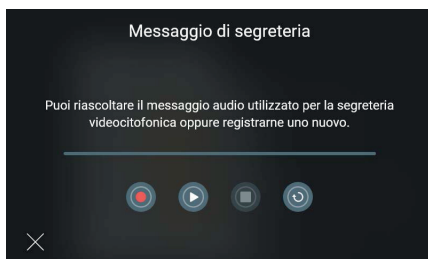 Messaggio di segreteria
Puoi riascoltare il messaggio audio utilizzato per la segreteria
videocitofonica oppure registrarne uno nuovo.